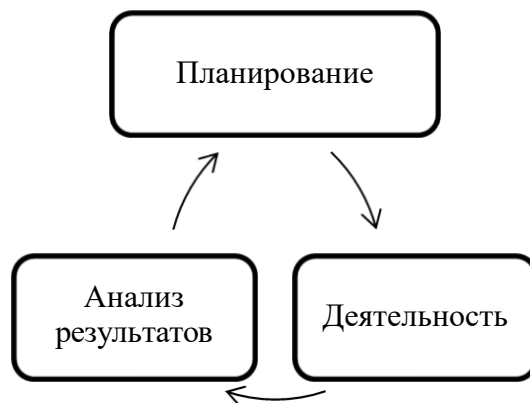 Планирование
Анализ
результатов
Деятельность